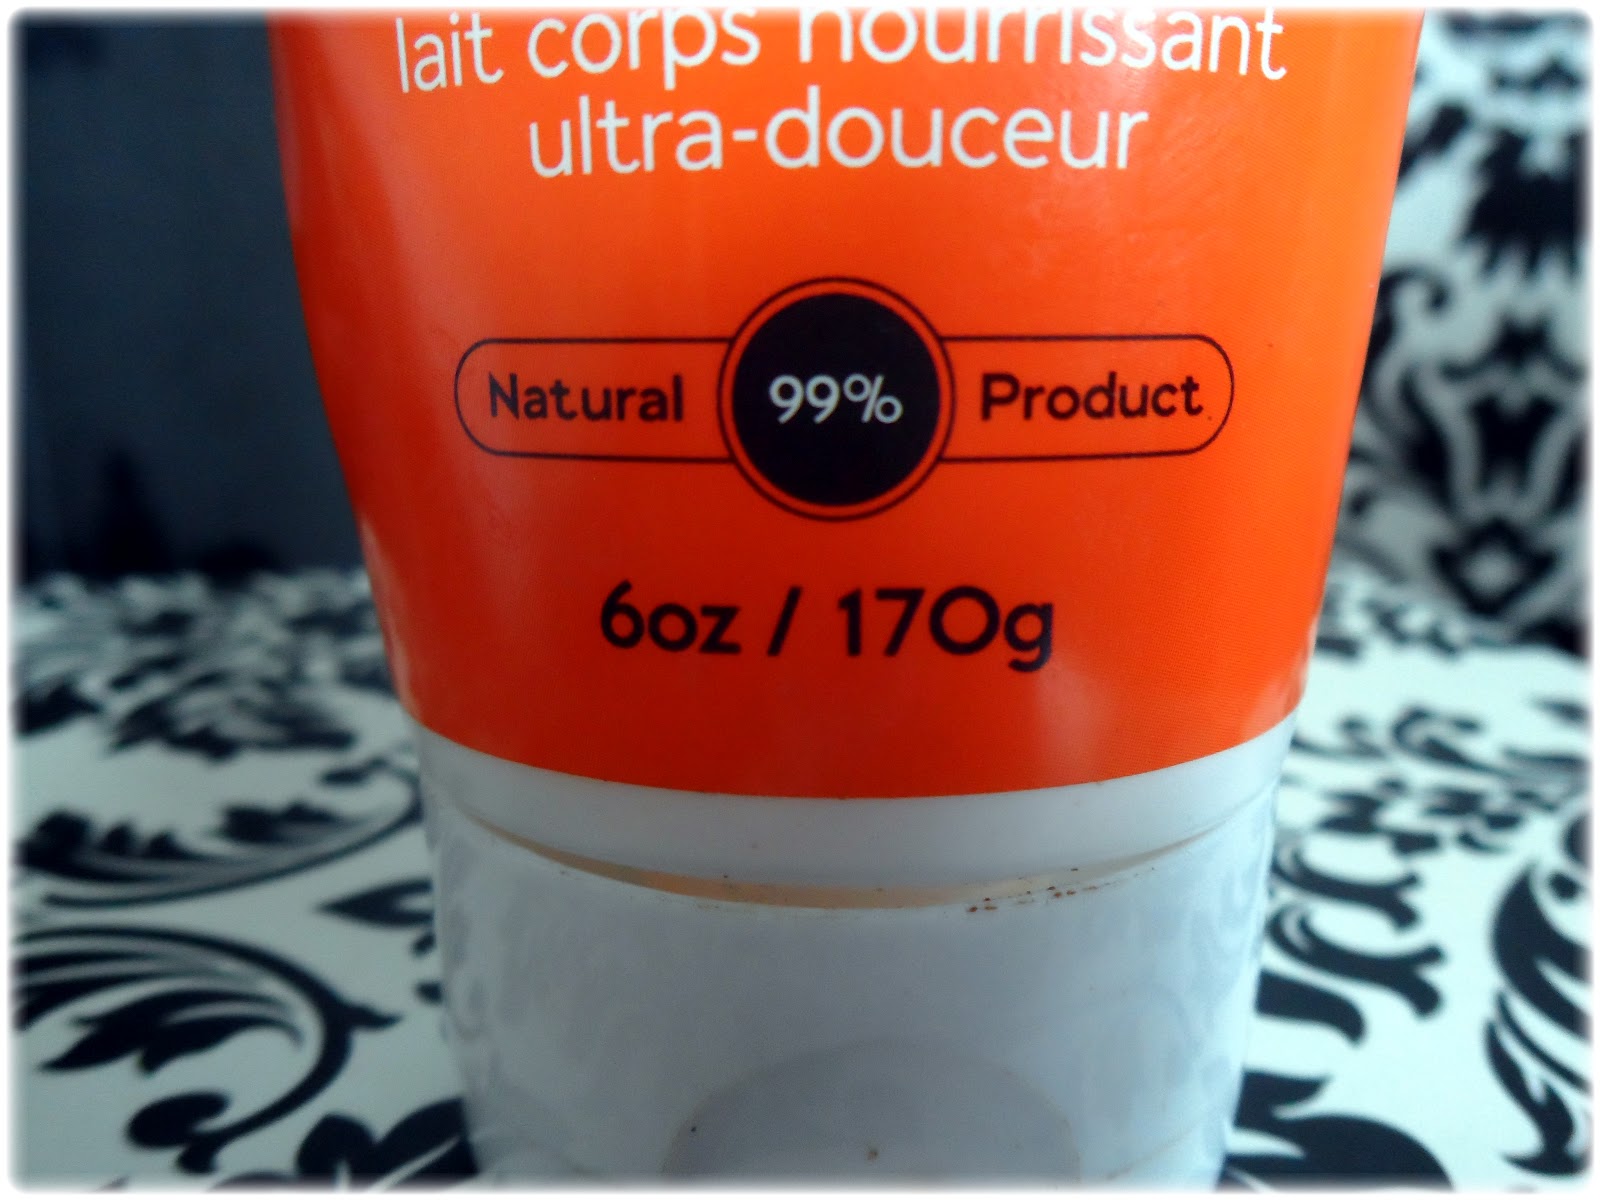 lait corps nourrissant
ultra-douceur
Natural 99% Product
6oz / 170g